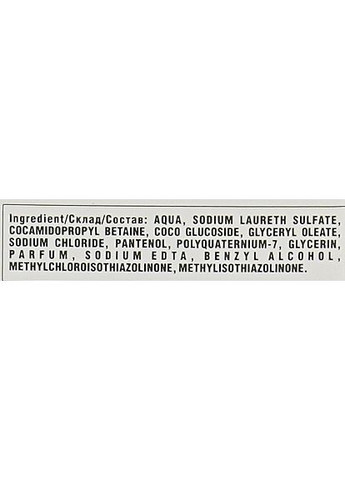 Ingredient/Склад/Состав: AQUA, SODIUM LAURETH SULFATE,
COCAMIDOPROPYL BETAINE, COCO GLUCOSIDE, GLYCERYL OLEATE,
SODIUM CHLORIDE, PANTENOL, POLYQUATERNIUM-7, GLYCERIN,
PARFUM, SODIUM EDTA, BENZYL ALCOHOL,
METHYLCHLOROISOTHIAZOLINONE, METHYLISOTHIAZOLINONE.